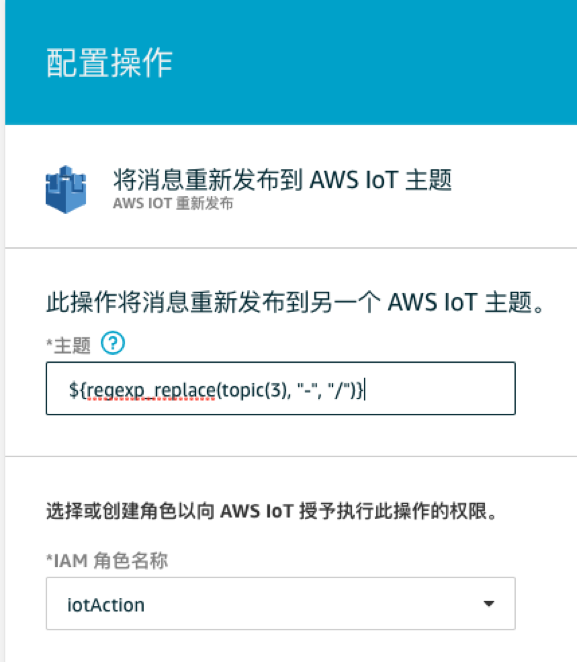 配置操作
将消息重新发布到 AWS IoT 主题
AWS IOT 重新发布
此操作将消息重新发布到另一个 AWS IoT 主题。
*主题 ?
${regexp_replace(topic(3), "-", "/")}
选择或创建角色以向 AWS IoT 授予执行此操作的权限。
*IAM 角色名称
iotAction